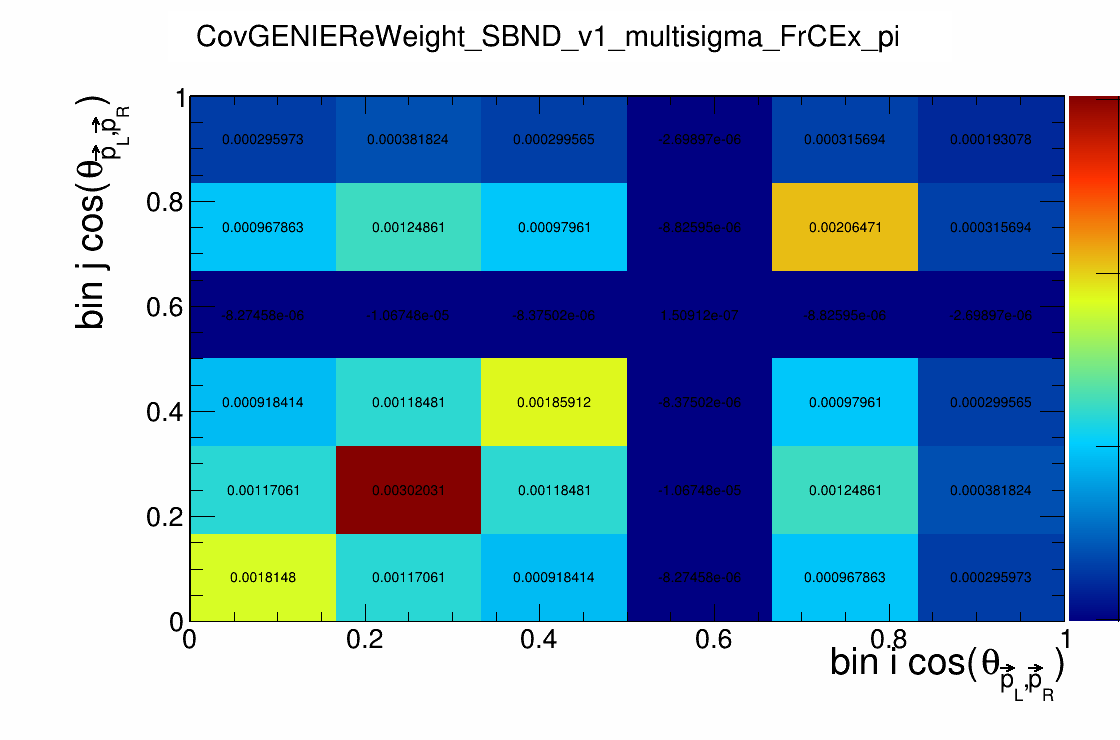 CovGENIEReWeight_SBND_v1_multisigma_FrCEx_pi
bin j cos(θ p⃗L,p⃗R)
1
0.8
0.6
0.4
0.2
0
0.000295973 0.000381824 0.000299565 0.000315694 0.000193078
0.000967863 0.00124861 0.00097961 0.00206471 0.000315694
0.000918414 0.00118481 0.00185912 0.00097961 0.000299565
0.00117061 0.00302031 0.00118481 0.00124861 0.000381824
0.0018148 0.00117061 0.000918414 0.000967863 0.000295973
0 0.2 0.4 0.6 0.8 1
bin i cos(θ p⃗L,p⃗R)